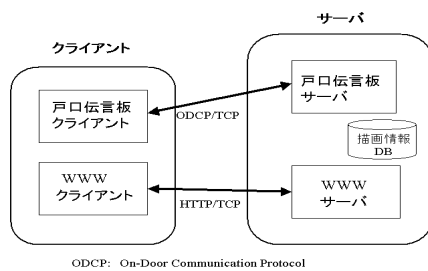 サーバ
クライアント
戸口伝言板
クライアント
戸口伝言板
サーバ
ODCP/TCP
描画情報
DB
WWW
クライアント
WWW
サーバ
HTTP/TCP
ODCP: On-Door Communication Protocol